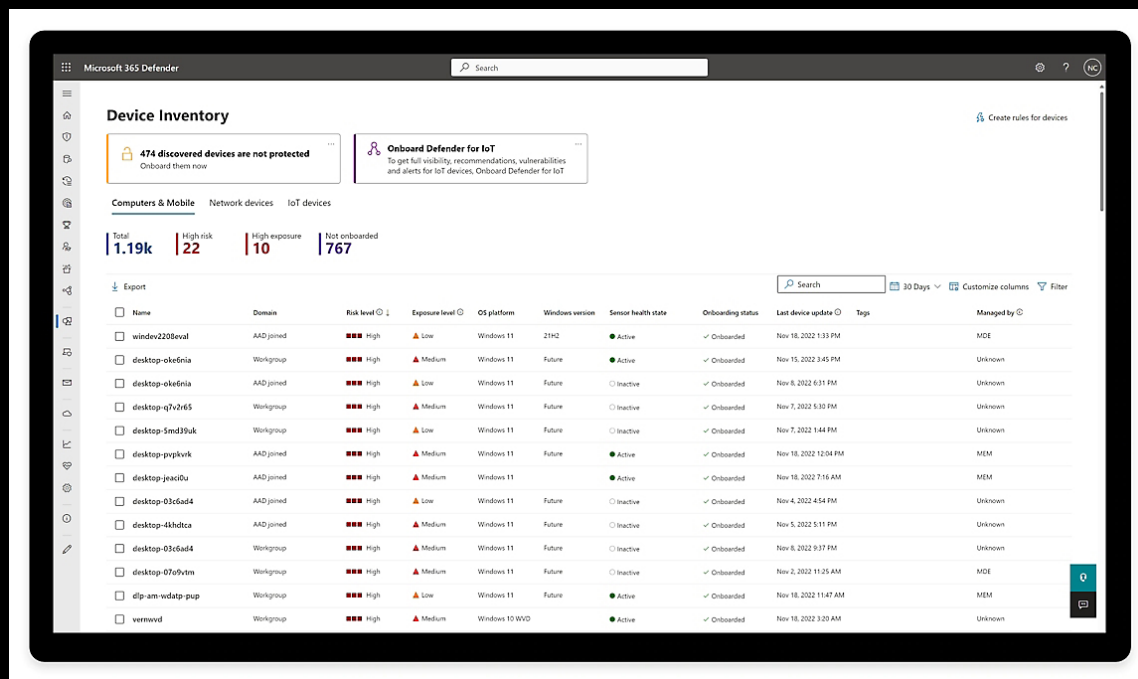 Microsoft 365 Defender
Search
? NC
Device Inventory
Create rules for devices
474 discovered devices are not protected
Onboard them now
Onboard Defender for IoT
To get full visibility, recommendations, vulnerabilities
and alerts for IoT devices, Onboard Defender for IoT
Computers & Mobile Network devices IoT devices
Total High risk High exposure Not onboarded
1.19k 22 10 767
Export Search 30 Days Customize columns Filter
Name Domain Risk level Exposure level OS platform Windows version Sensor health state Onboarding status Last device update Tags Managed by
windev2208eval AAD joined High Low Windows 11 21H2 Active Onboarded Nov 18, 2022 1:33 PM MDE
desktop-oke6nia Workgroup High Medium Windows 11 Future Active Onboarded Nov 15, 2022 3:45 PM Unknown
desktop-oke6nia AAD joined High Low Windows 11 Future Inactive Onboarded Nov 8, 2022 6:31 PM Unknown
desktop-q7v2r65 Workgroup High Medium Windows 11 Future Inactive Onboarded Nov 7, 2022 5:30 PM Unknown
desktop-5md39uk Workgroup High Low Windows 11 Future Inactive Onboarded Nov 7, 2022 1:44 PM Unknown
desktop-pvpkvrk AAD joined High Medium Windows 11 Future Active Onboarded Nov 18, 2022 12:04 PM MEM
desktop-jeaci0u AAD joined High Medium Windows 11 Active Onboarded Nov 18, 2022 7:16 AM MEM
desktop-03c6ad4 AAD joined High Low Windows 11 Future Inactive Onboarded Nov 4, 2022 4:54 PM Unknown
desktop-4khdtca AAD joined High Medium Windows 11 Future Inactive Onboarded Nov 5, 2022 5:11 PM Unknown
desktop-03c6ad4 Workgroup High Medium Windows 11 Future Inactive Onboarded Nov 8, 2022 9:37 PM Unknown
desktop-07o9vtm Workgroup High Medium Windows 11 Future Inactive Onboarded Nov 2, 2022 11:25 AM MDE
dlp-am-wdatp-pup Workgroup High Low Windows 11 Future Active Onboarded Nov 18, 2022 11:47 AM MEM
vernwvd Workgroup High Medium Windows 10 WVD Active Onboarded Nov 18, 2022 3:20 AM Unknown